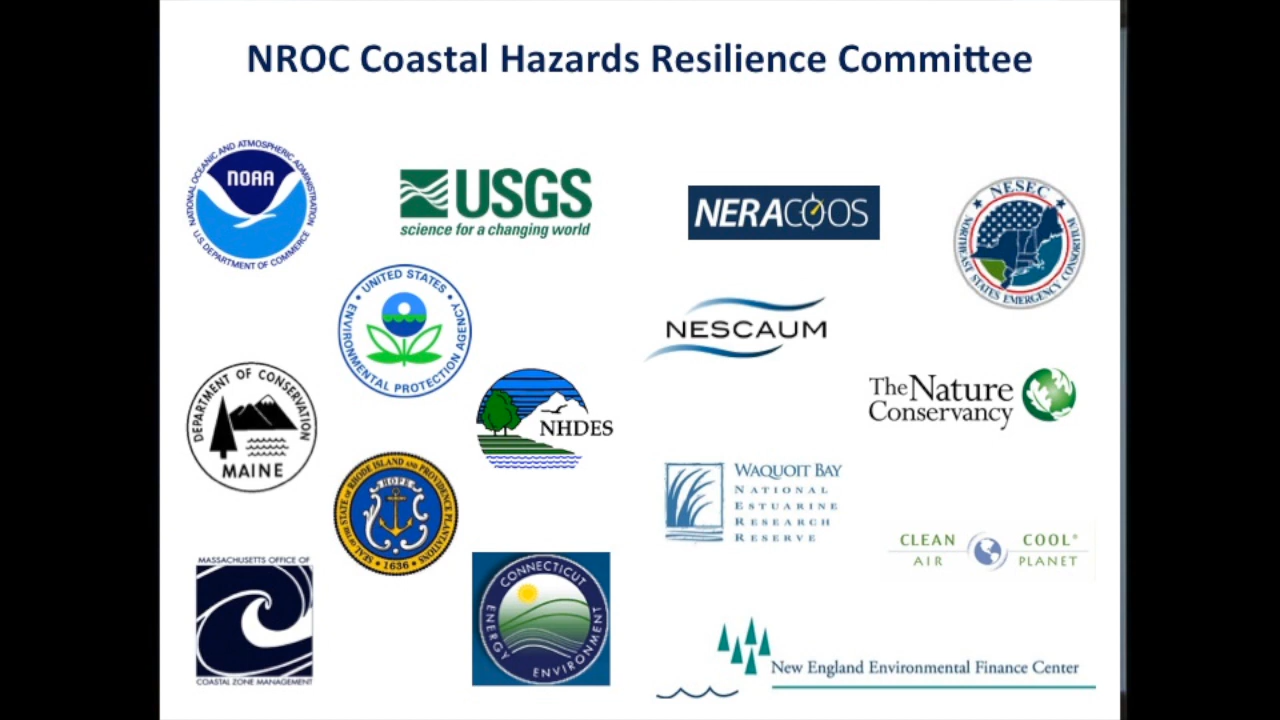 NROC Coastal Hazards Resilience Committee
NATIONAL OCEANIC AND ATMOSPHERIC ADMINISTRATION
NOAA
U.S. DEPARTMENT OF COMMERCE
USGS
science for a changing world
NERACOOS
NESEC
NORTHEAST STATES EMERGENCY CONSORTIUM
UNITED STATES
ENVIRONMENTAL PROTECTION AGENCY
NESCAUM
DEPARTMENT OF CONSERVATION
MAINE
NHDES
The Nature
Conservancy
SEAL OF THE STATE OF RHODE ISLAND AND PROVIDENCE PLANTATIONS
HOPE
1636
WAQUOIT BAY
NATIONAL
ESTUARINE
RESEARCH
RESERVE
CLEAN COOL®
AIR PLANET
MASSACHUSETTS OFFICE OF
COASTAL ZONE MANAGEMENT
CONNECTICUT
ENERGY
ENVIRONMENT
New England Environmental Finance Center